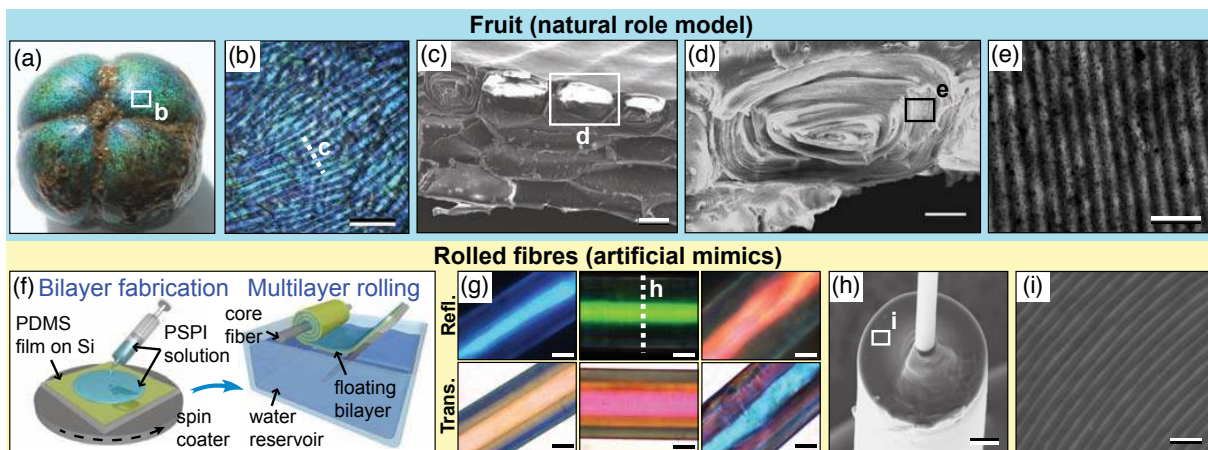 Fruit (natural role model)
(a)
b
(b)
c
(c)
d
(d)
e
(e)
Rolled fibres (artificial mimics)
(f)
Bilayer fabrication
Multilayer rolling
PDMS
film on Si
PSPI
solution
spin
coater
core
fiber
water
reservoir
floating
bilayer
(g)
Refl.
h
Trans.
(h)
i
(i)